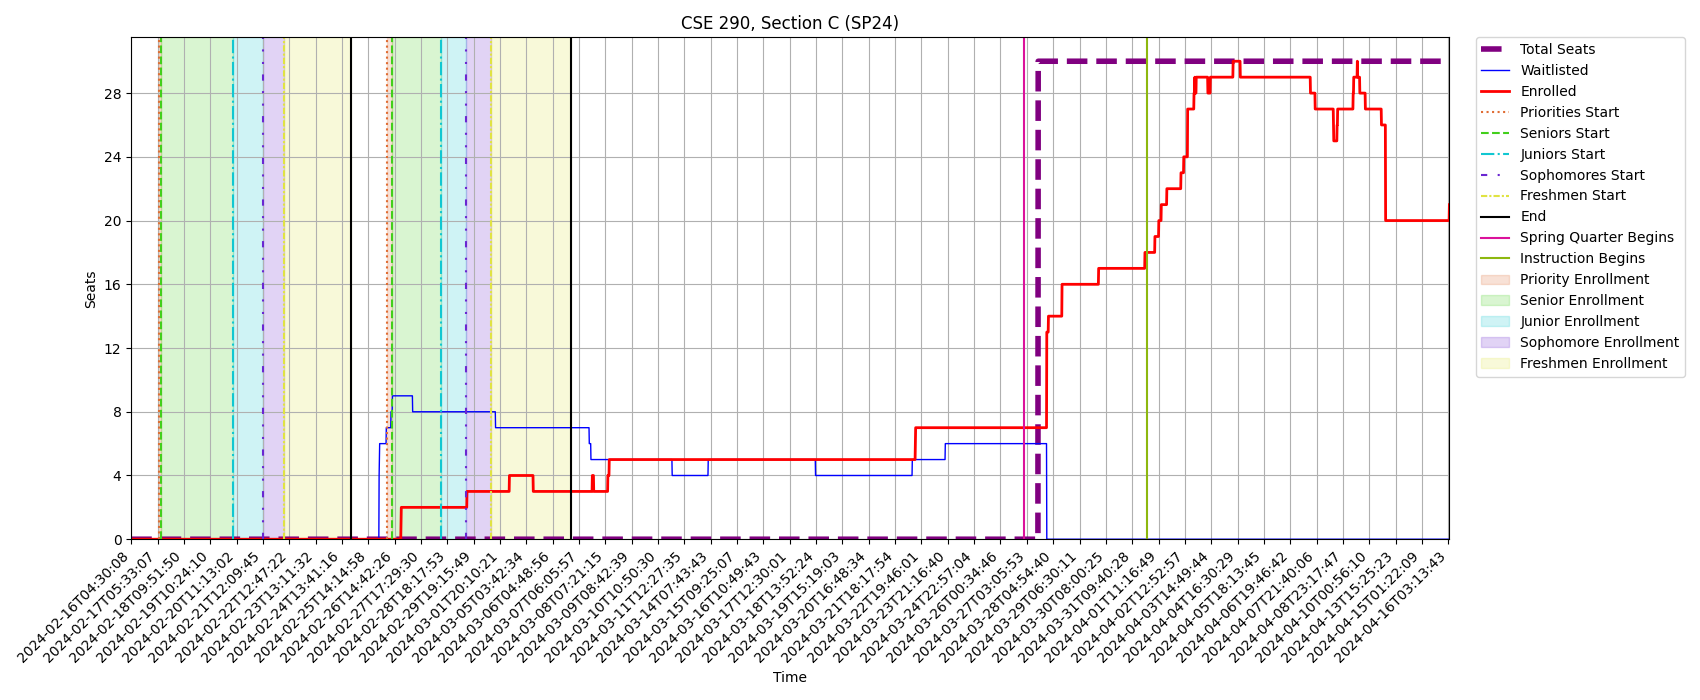 CSE 290, Section C (SP24)
Seats
28
24
20
16
12
8
4
0
2024-02-16T04:30:08
2024-02-17T05:33:07
2024-02-18T09:51:50
2024-02-19T10:24:10
2024-02-20T11:13:02
2024-02-21T12:09:45
2024-02-22T12:47:22
2024-02-23T13:11:32
2024-02-24T13:41:16
2024-02-25T14:14:58
2024-02-26T14:42:26
2024-02-27T17:29:30
2024-02-28T18:17:53
2024-02-29T19:15:49
2024-03-01T20:10:21
2024-03-05T03:42:34
2024-03-06T04:48:56
2024-03-07T06:05:57
2024-03-08T07:21:15
2024-03-09T08:42:39
2024-03-10T10:50:30
2024-03-11T12:27:35
2024-03-14T07:43:43
2024-03-15T09:25:07
2024-03-16T10:49:43
2024-03-17T12:30:01
2024-03-18T13:52:24
2024-03-19T15:19:03
2024-03-20T16:48:34
2024-03-21T18:17:54
2024-03-22T19:46:01
2024-03-23T21:16:40
2024-03-24T22:57:04
2024-03-26T00:34:46
2024-03-27T03:05:53
2024-03-28T04:54:40
2024-03-29T06:30:11
2024-03-30T08:00:25
2024-03-31T09:40:28
2024-04-01T11:16:49
2024-04-02T12:52:57
2024-04-03T14:49:44
2024-04-04T16:30:29
2024-04-05T18:13:45
2024-04-06T19:46:42
2024-04-07T21:40:06
2024-04-08T23:17:47
2024-04-10T00:56:10
2024-04-13T15:25:23
2024-04-15T01:22:09
2024-04-16T03:13:43
Time
Total Seats
Waitlisted
Enrolled
Priorities Start
Seniors Start
Juniors Start
Sophomores Start
Freshmen Start
End
Spring Quarter Begins
Instruction Begins
Priority Enrollment
Senior Enrollment
Junior Enrollment
Sophomore Enrollment
Freshmen Enrollment